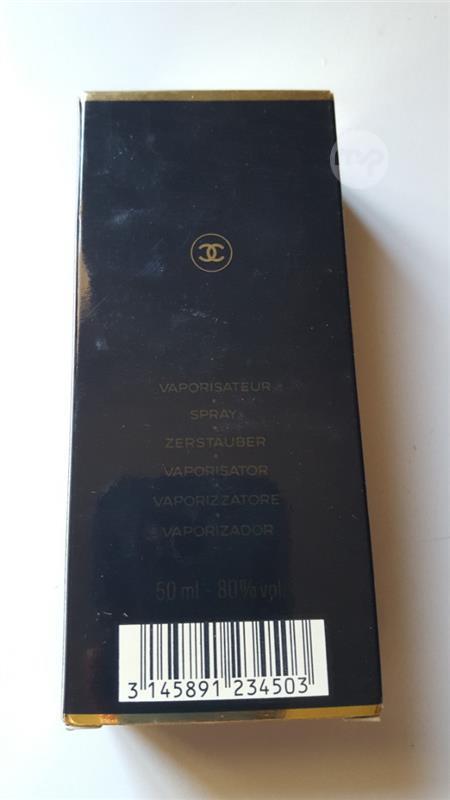 VAPORISATEUR
SPRAY
ZERSTAUBER
VAPORISATOR
VAPORIZZATORE
VAPORIZADOR
50 ml - 80% vol.
3 145891 234503